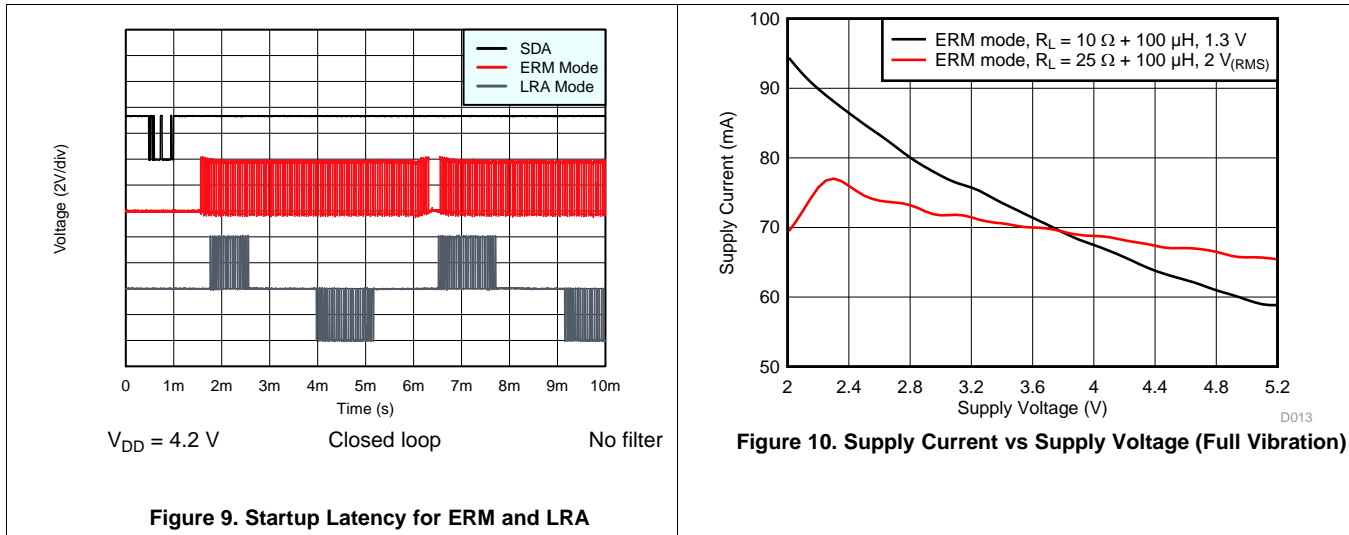 SDA
ERM Mode
LRA Mode
Voltage (2V/div)
0 1m 2m 3m 4m 5m 6m 7m 8m 9m 10m
Time (s)
V_DD = 4.2 V Closed loop No filter
Figure 9. Startup Latency for ERM and LRA
ERM mode, R_L = 10 Ω + 100 µH, 1.3 V
ERM mode, R_L = 25 Ω + 100 µH, 2 V_(RMS)
Supply Current (mA)
100
90
80
70
60
50
2 2.4 2.8 3.2 3.6 4 4.4 4.8 5.2
Supply Voltage (V)
D013
Figure 10. Supply Current vs Supply Voltage (Full Vibration)